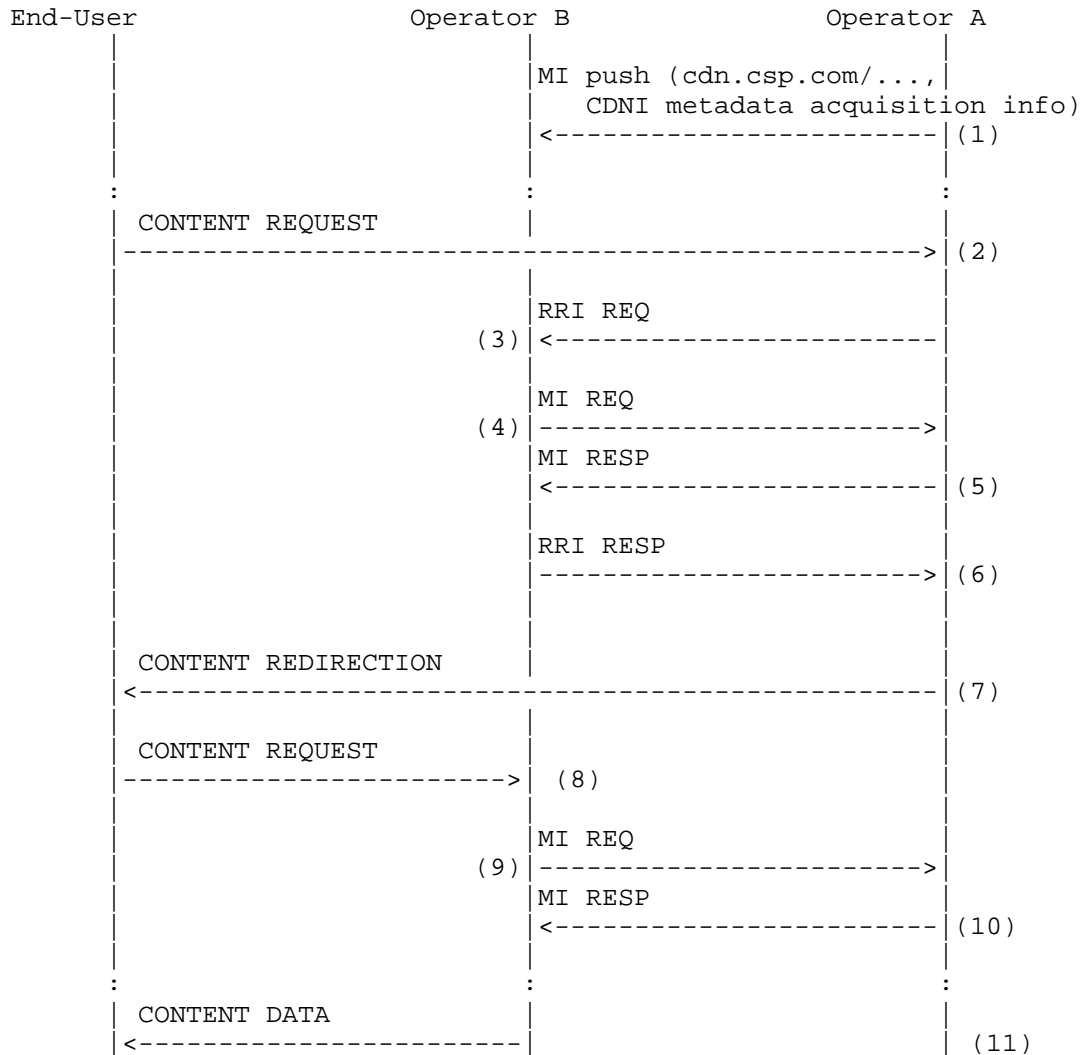 End-User Operator B Operator A
MI push (cdn.csp.com/...,
CDNI metadata acquisition info)
(1)
CONTENT REQUEST
(2)
RRI REQ
(3)
MI REQ
(4)
MI RESP
(5)
RRI RESP
(6)
CONTENT REDIRECTION
(7)
CONTENT REQUEST
(8)
MI REQ
(9)
MI RESP
(10)
CONTENT DATA
(11)